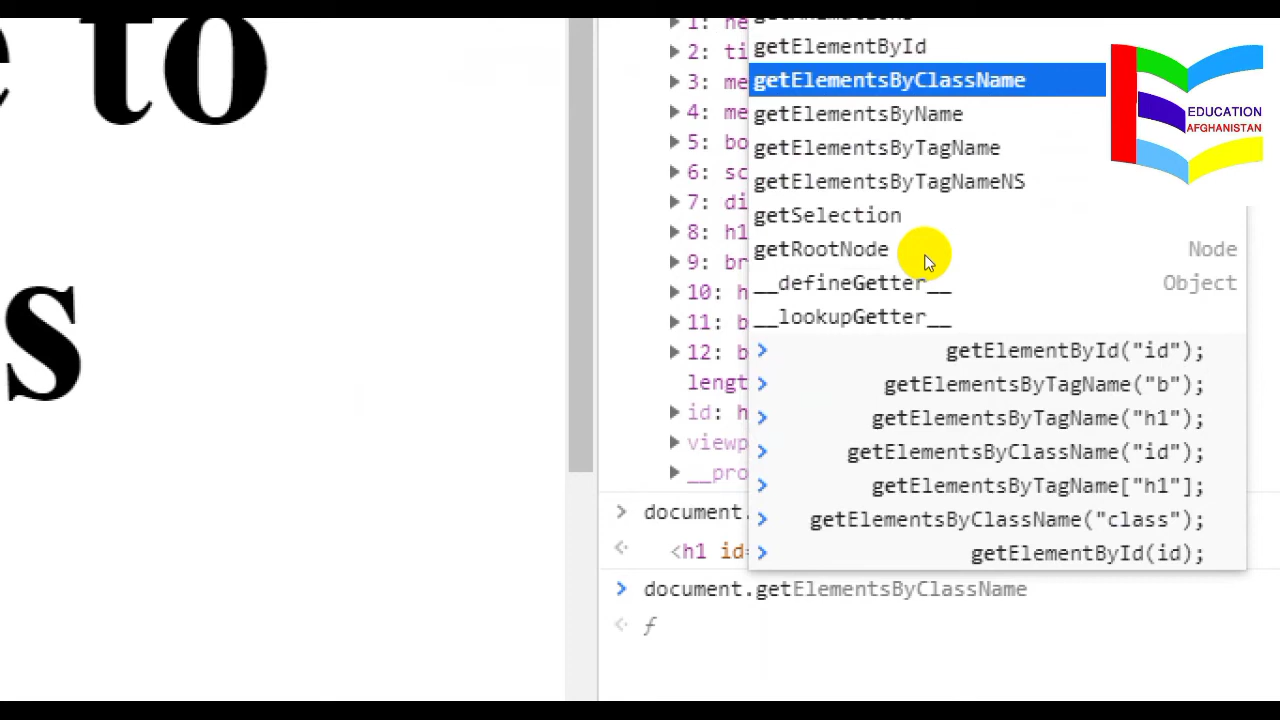 e to
s
1: he
2: ti
3: me
4: me
5: bo
6: sc
7: di
8: h1
9: br
10: h
11: b
12: b
lengt
id: h
viewp
__pro
document.
<h1 id=
document.getElementsByClassName
f
getElementById
getElementsByClassName
getElementsByName
getElementsByTagName
getElementsByTagNameNS
getSelection
getRootNode Node
__defineGetter__ Object
__lookupGetter__
getElementById("id");
getElementsByTagName("b");
getElementsByTagName("h1");
getElementsByClassName("id");
getElementsByTagName["h1"];
getElementsByClassName("class");
getElementById(id);
EDUCATION
AFGHANISTAN